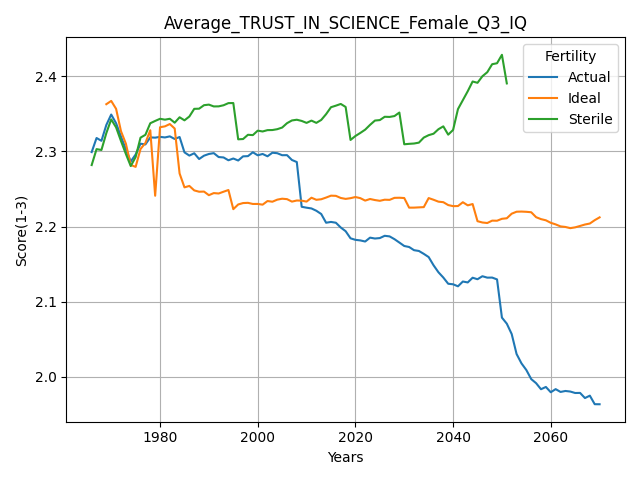 Average_TRUST_IN_SCIENCE_Female_Q3_IQ
Fertility
Actual
Ideal
Sterile
Score(1-3)
2.4
2.3
2.2
2.1
2.0
1980
2000
2020
2040
2060
Years